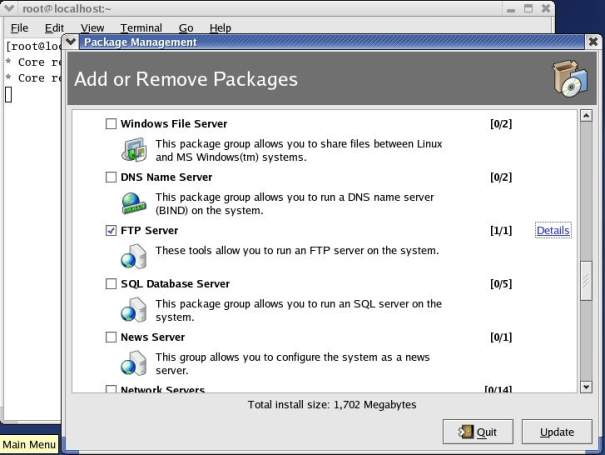 root@localhost:~
File Edit View Terminal Go Help
[root@lo
* Core re
* Core re
Package Management
Add or Remove Packages
Windows File Server [0/2]
This package group allows you to share files between Linux
and MS Windows(tm) systems.
DNS Name Server [0/2]
This package group allows you to run a DNS name server
(BIND) on the system.
FTP Server [1/1] Details
These tools allow you to run an FTP server on the system.
SQL Database Server [0/5]
This package group allows you to run an SQL server on the
system.
News Server [0/1]
This group allows you to configure the system as a news
server.
Network Servers [0/14]
Total install size: 1,702 Megabytes
Quit Update
Main Menu